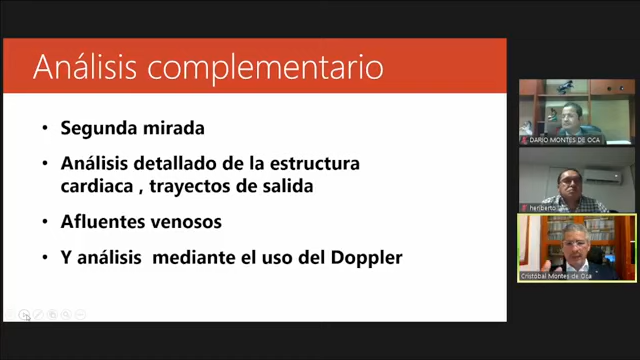 Análisis complementario
• Segunda mirada
• Análisis detallado de la estructura
cardiaca , trayectos de salida
• Afluentes venosos
• Y análisis mediante el uso del Doppler
DARIO MONTES DE OCA
heriberto
Cristobal Montes de Oca